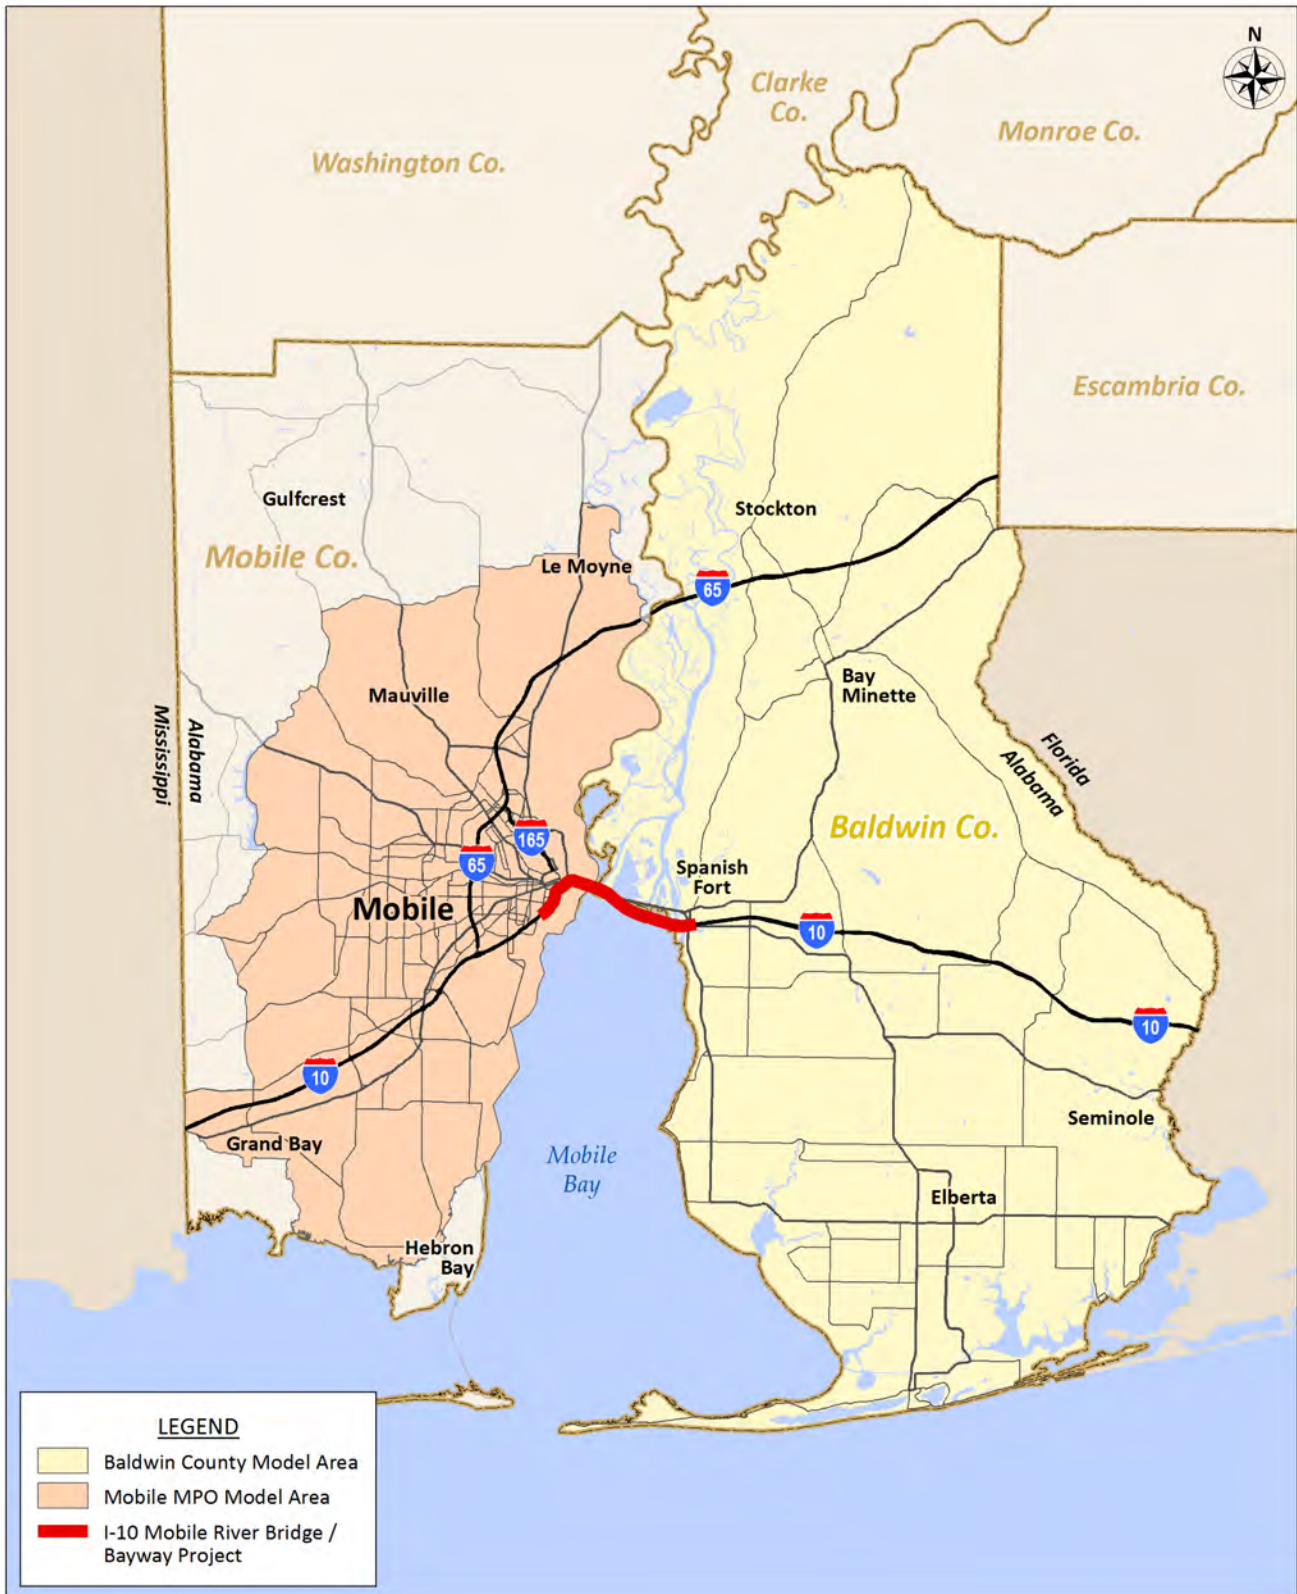 N
Clarke
Co.
Monroe Co.
Washington Co.
Escambria Co.
Gulfcrest
Stockton
Mobile Co.
Le Moyne
65
Bay
Minette
Mauville
Mississippi
Alabama
Florida
Alabama
Baldwin Co.
165
65
Spanish
Fort
Mobile
10
10
10
Seminole
Grand Bay
Mobile
Bay
Elberta
Hebron
Bay
LEGEND
Baldwin County Model Area
Mobile MPO Model Area
I-10 Mobile River Bridge /
Bayway Project